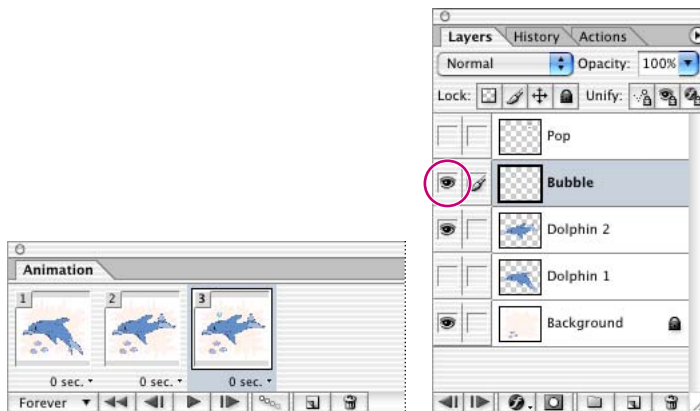 Layers History Actions
Normal Opacity: 100%
Lock: Unify:
Pop
Bubble
Dolphin 2
Dolphin 1
Background
Animation
1 2 3
0 sec. 0 sec. 0 sec.
Forever